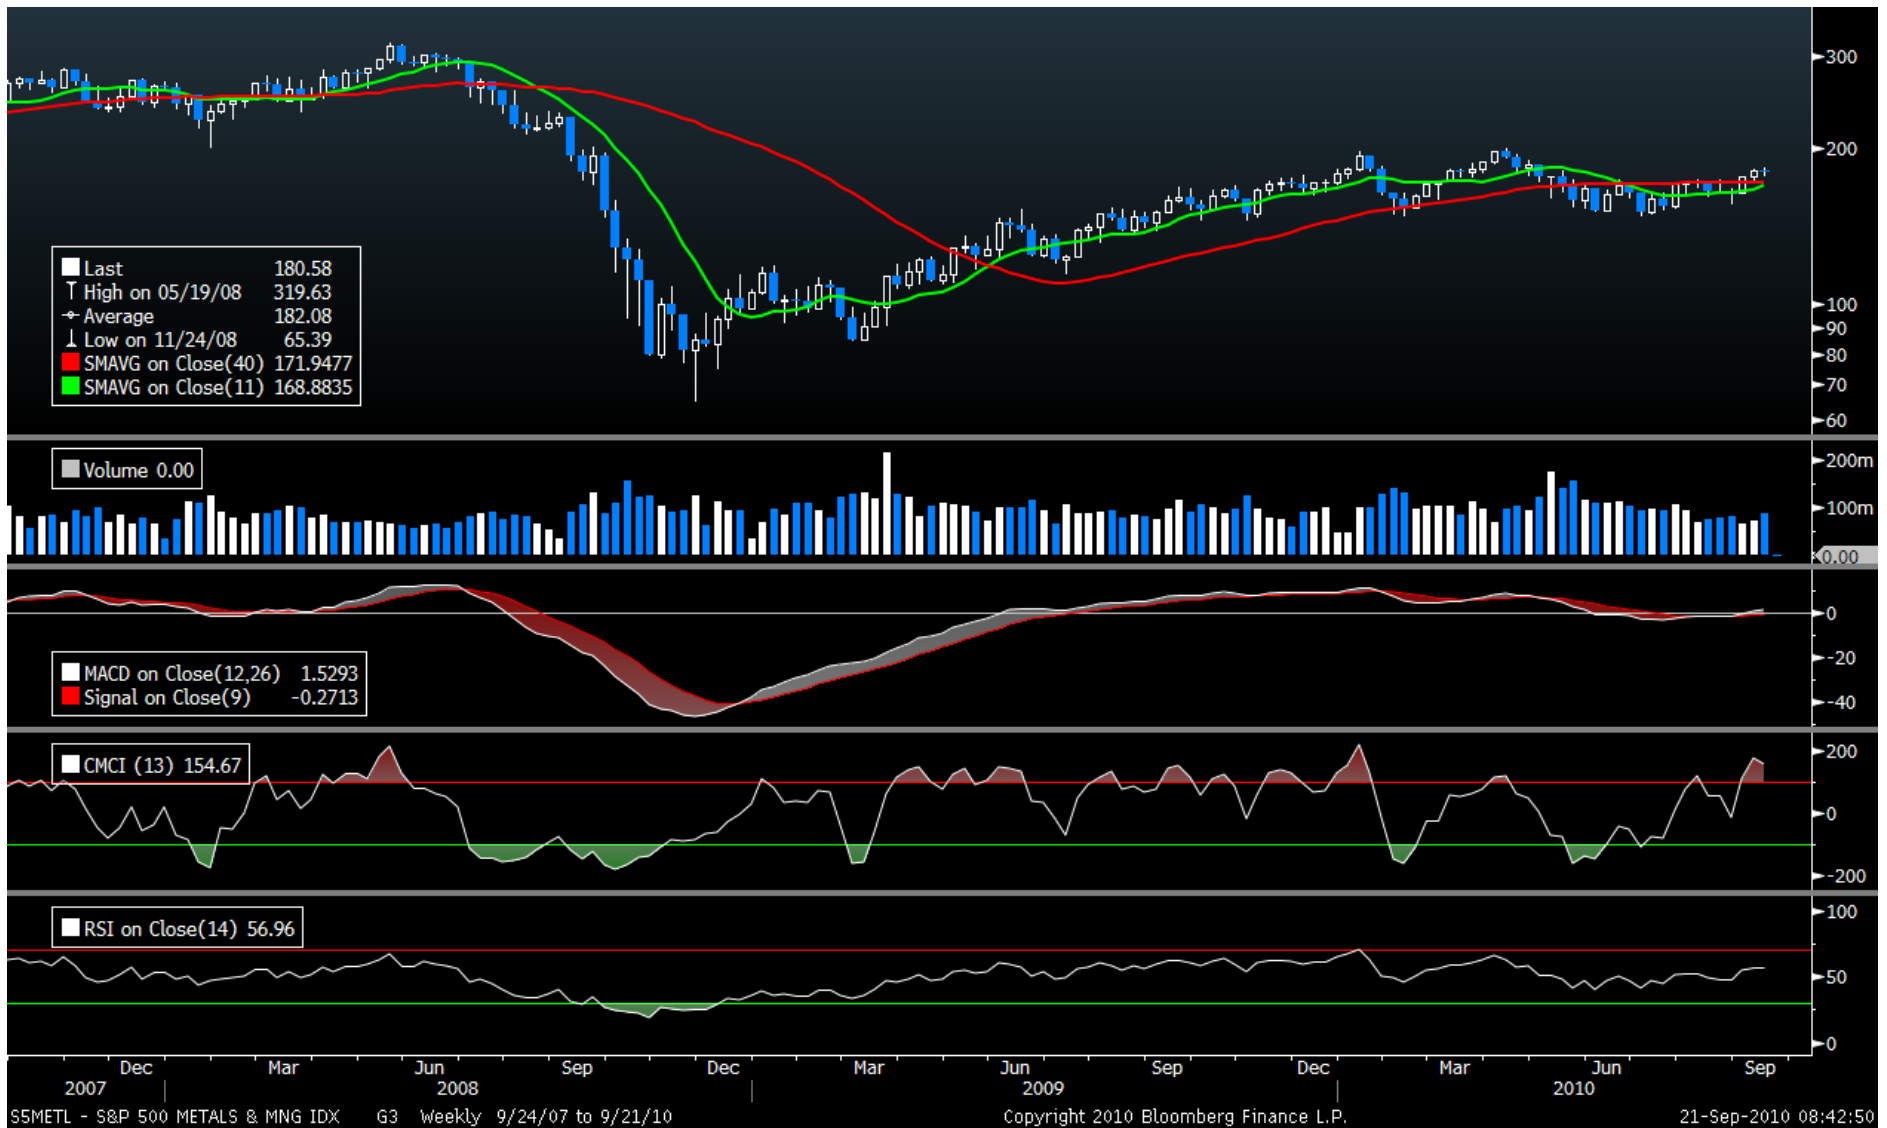 300
200
100
90
80
70
60
Last 180.58
High on 05/19/08 319.63
Average 182.08
Low on 11/24/08 65.39
SMAVG on Close(40) 171.9477
SMAVG on Close(11) 168.8835
Volume 0.00
200m
100m
0.00
0
-20
-40
MACD on Close(12,26) 1.5293
Signal on Close(9) -0.2713
CMCI (13) 154.67
200
0
-200
RSI on Close(14) 56.96
100
50
0
Dec Mar Jun Sep Dec Mar Jun Sep Dec Mar Jun Sep
2007 2008 2009 2010
S5METL - S&P 500 METALS & MNG IDX G3 Weekly 9/24/07 to 9/21/10 Copyright 2010 Bloomberg Finance L.P. 21-Sep-2010 08:42:50